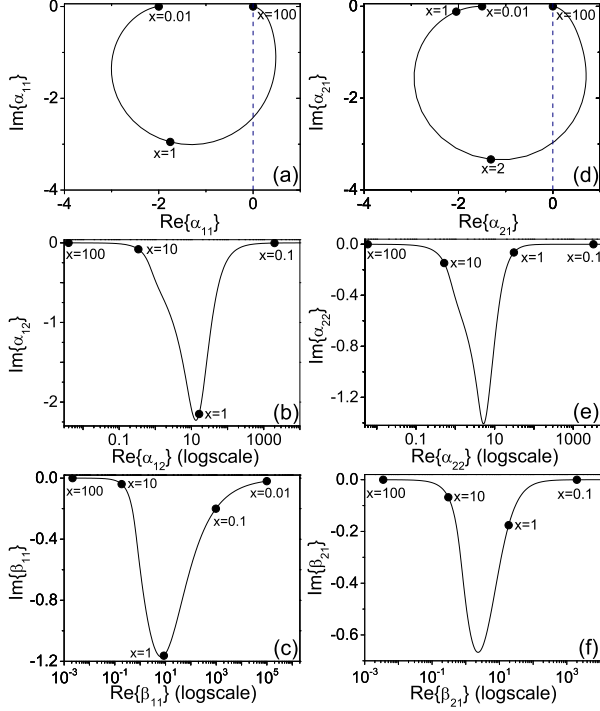 0
x=0.01
x=100
-2
x=1
(a)
-4
-4
-2
0
Im{α11}
Re{α11}
0
x=1
x=0.01
x=100
-2
x=2
(d)
-4
-4
-2
0
Im{α21}
Re{α21}
0
x=100
x=10
x=0.1
-1
-2
x=1
(b)
0.1
10
1000
Im{α12}
Re{α12} (logscale)
0.0
x=100
x=10
x=1
x=0.1
-0.4
-0.8
-1.2
(e)
0.1
10
1000
Im{α22}
Re{α22} (logscale)
0.0
x=100
x=10
x=0.01
x=0.1
-0.4
-0.8
x=1
(c)
-1.2
10-3
10-1
101
103
105
Im{β11}
Re{β11} (logscale)
0.0
x=100
x=10
x=0.1
x=1
-0.2
-0.4
-0.6
(f)
10-3
10-1
101
103
Im{β21}
Re{β21} (logscale)